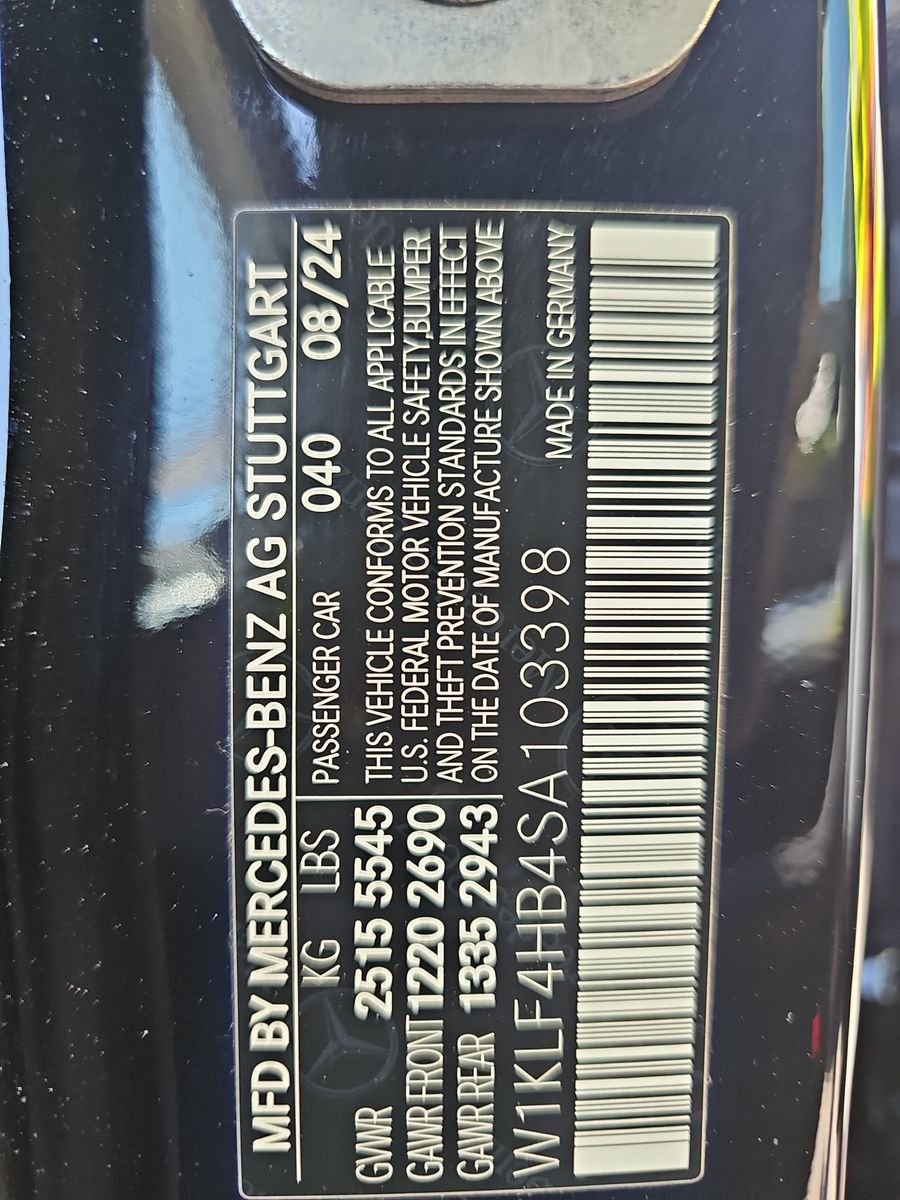 MFD BY MERCEDES-BENZ AG STUTTGART
KG LBS PASSENGER CAR 040 08/24
GWR 2515 5545 THIS VEHICLE CONFORMS TO ALL APPLICABLE
GAWR FRONT 1220 2690 U.S. FEDERAL MOTOR VEHICLE SAFETY,BUMPER
AND THEFT PREVENTION STANDARDS IN EFFECT
GAWR REAR 1335 2943 ON THE DATE OF MANUFACTURE SHOWN ABOVE
W1KLF4HB4SA103398 MADE IN GERMANY